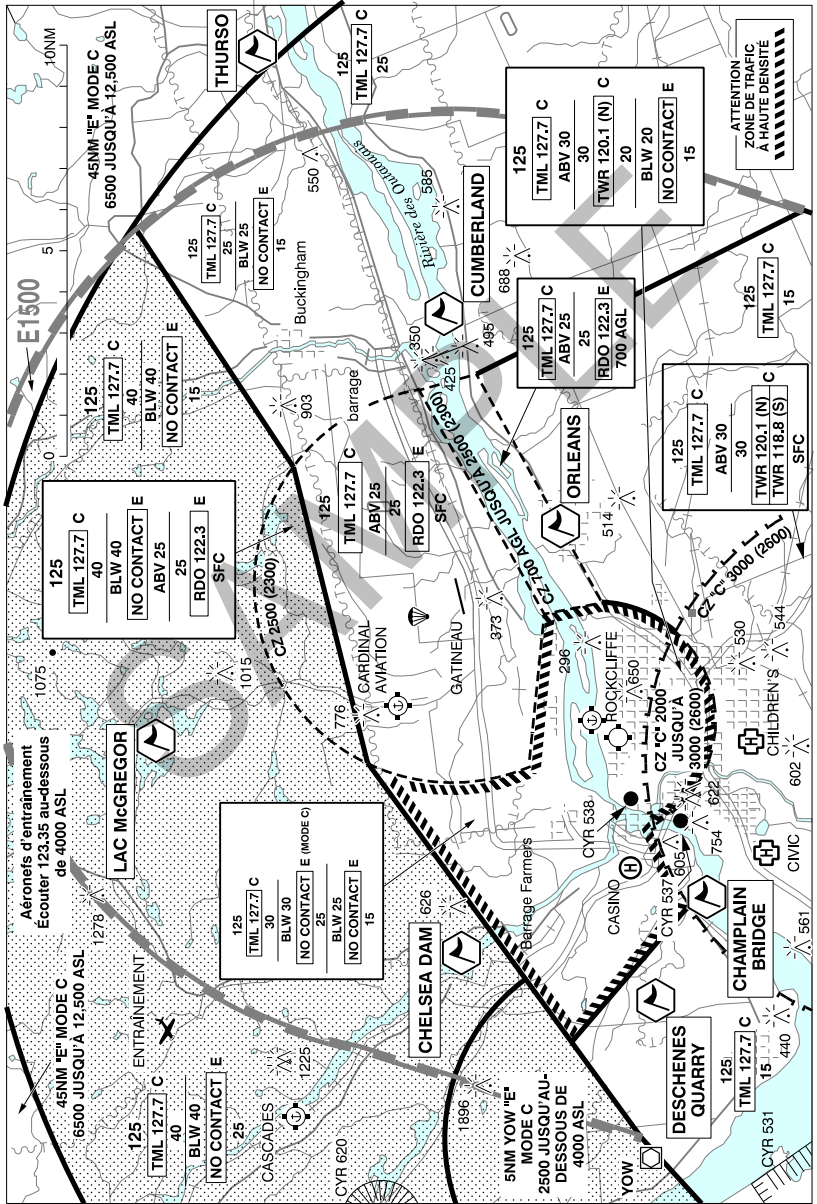 Aéronefs d'entrainement
Écouter 123.35 au-dessous
de 4000 ASL
45NM "E" MODE C
6500 JUSQU'À 12,500 ASL
E1500
0
5
10NM
45NM "E" MODE C
6500 JUSQU'À 12,500 ASL
THURSO
125
TML 127.7 C
25
125
TML 127.7 C
40
BLW 40
NO CONTACT E
15
125
TML 127.7 C
25
BLW 25
NO CONTACT E
15
550
Buckingham
Rivière des Outaouais
585
CUMBERLAND
688
350
425
495
903
barrage
125
TML 127.7 C
40
BLW 40
NO CONTACT E
ABV 25
25
RDO 122.3 E
SFC
1075
1015
LAC McGREGOR
1278
ENTRAINEMENT
125
TML 127.7 C
40
BLW 40
NO CONTACT E
25
1225
CASCADES
CYR 620
1896
CZ 2500 (2300)
125
TML 127.7 C
ABV 25
25
RDO 122.3 E
SFC
CARDINAL
AVIATION
776
GATINEAU
373
CZ 700 AGL JUSQU'A 2500 (2300)
125
TML 127.7 C
ABV 25
25
RDO 122.3 E
700 AGL
125
TML 127.7 C
ABV 30
30
TWR 120.1 (N) C
20
BLW 20
NO CONTACT E
15
ATTENTION
ZONE DE TRAFIC
À HAUTE DENSITÉ
125
TML 127.7 C
15
ORLEANS
514
125
TML 127.7 C
ABV 30
30
TWR 120.1 (N) C
TWR 118.8 (S)
SFC
CZ "C" 3000 (2600)
125
TML 127.7 C
30
BLW 30
NO CONTACT E (MODE C)
25
BLW 25
NO CONTACT E
15
626
CHELSEA DAM
Barrage Farmers
5NM YOW "E"
MODE C
2500 JUSQU'AU-
DESSOUS DE
4000 ASL
YOW
296
ROCKCLIFFE
650
CZ "C" 2000
JUSQU'À
3000 (2600)
530
544
CHILDREN'S
602
622
754
605
CYR 538
CASINO
H
CYR 537
CIVIC
H
H
561
CHAMPLAIN
BRIDGE
DESCHENES
QUARRY
125
TML 127.7 C
15
440
CYR 531
SAMPLE